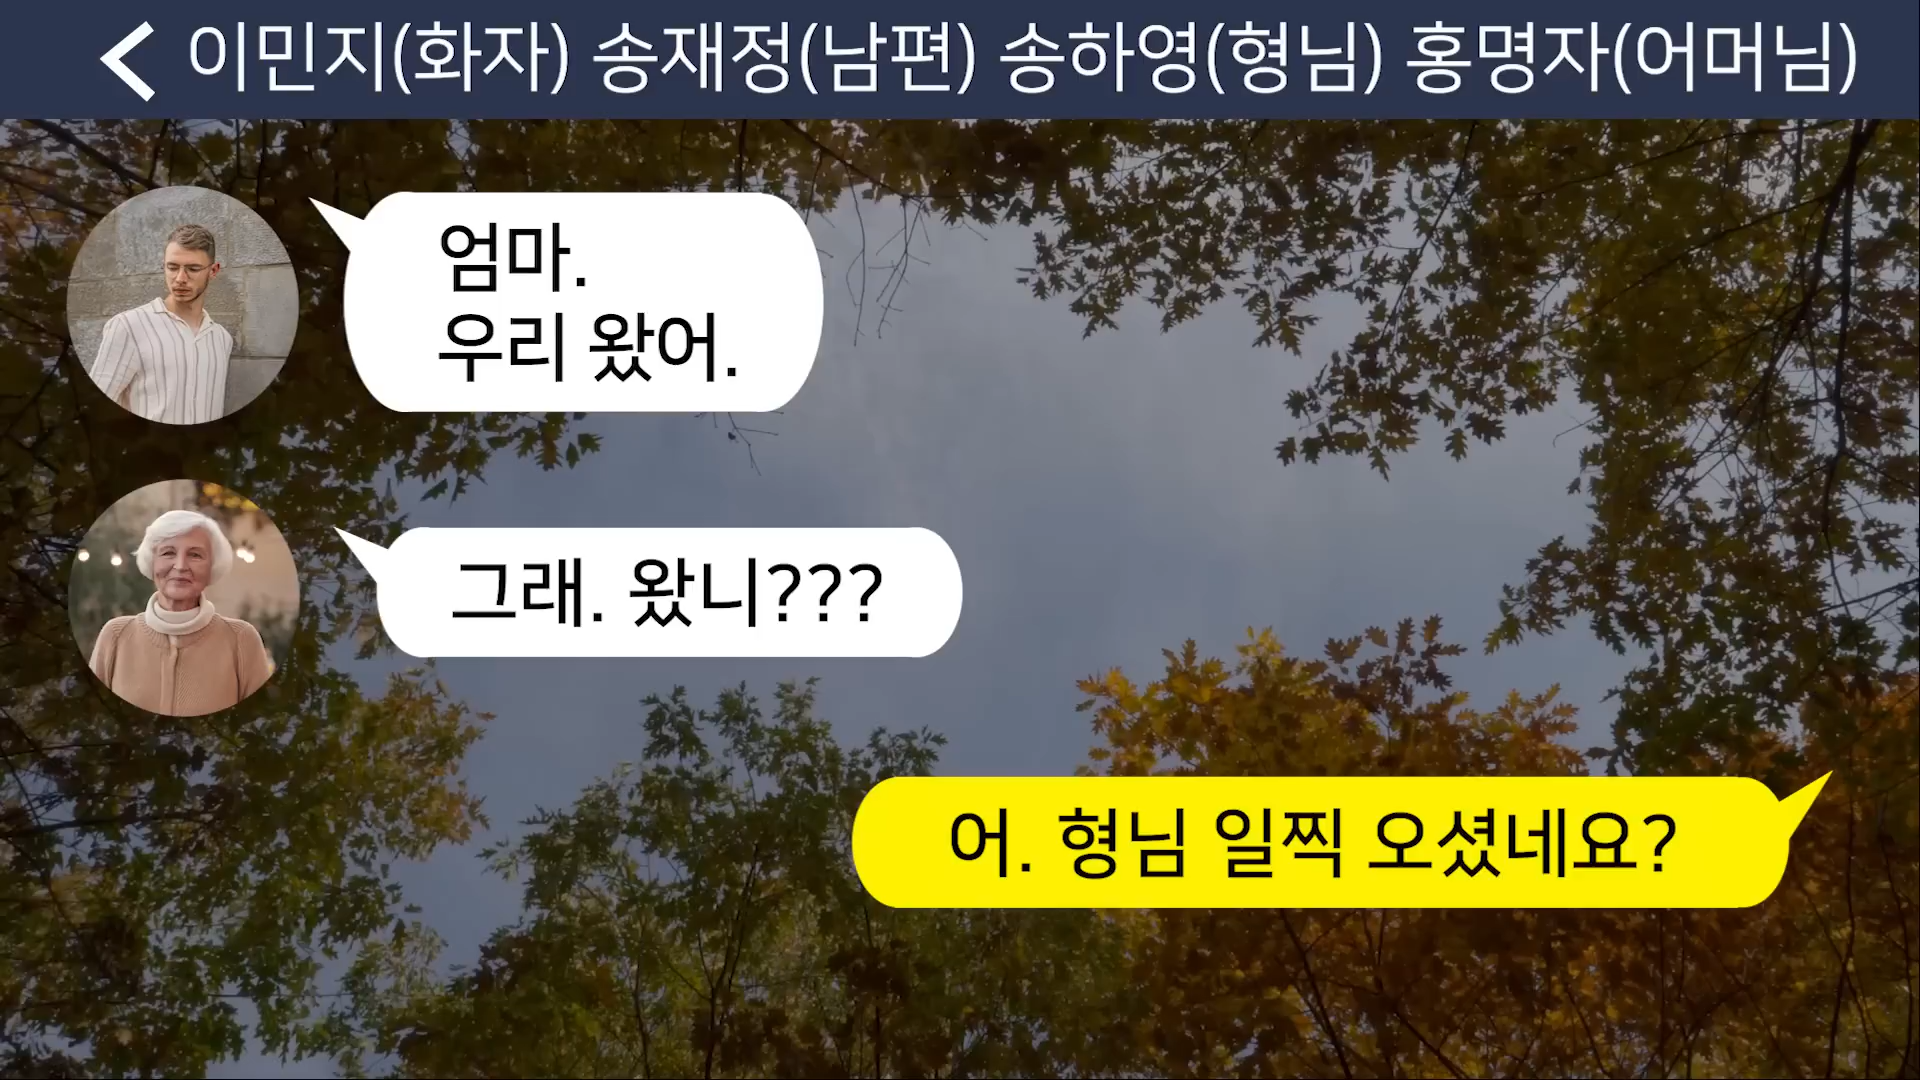 이민지(화자) 송재정(남편) 송하영(형님) 홍명자(어머님)
엄마.
우리 왔어.
그래. 왔니???
어. 형님 일찍 오셨네요?